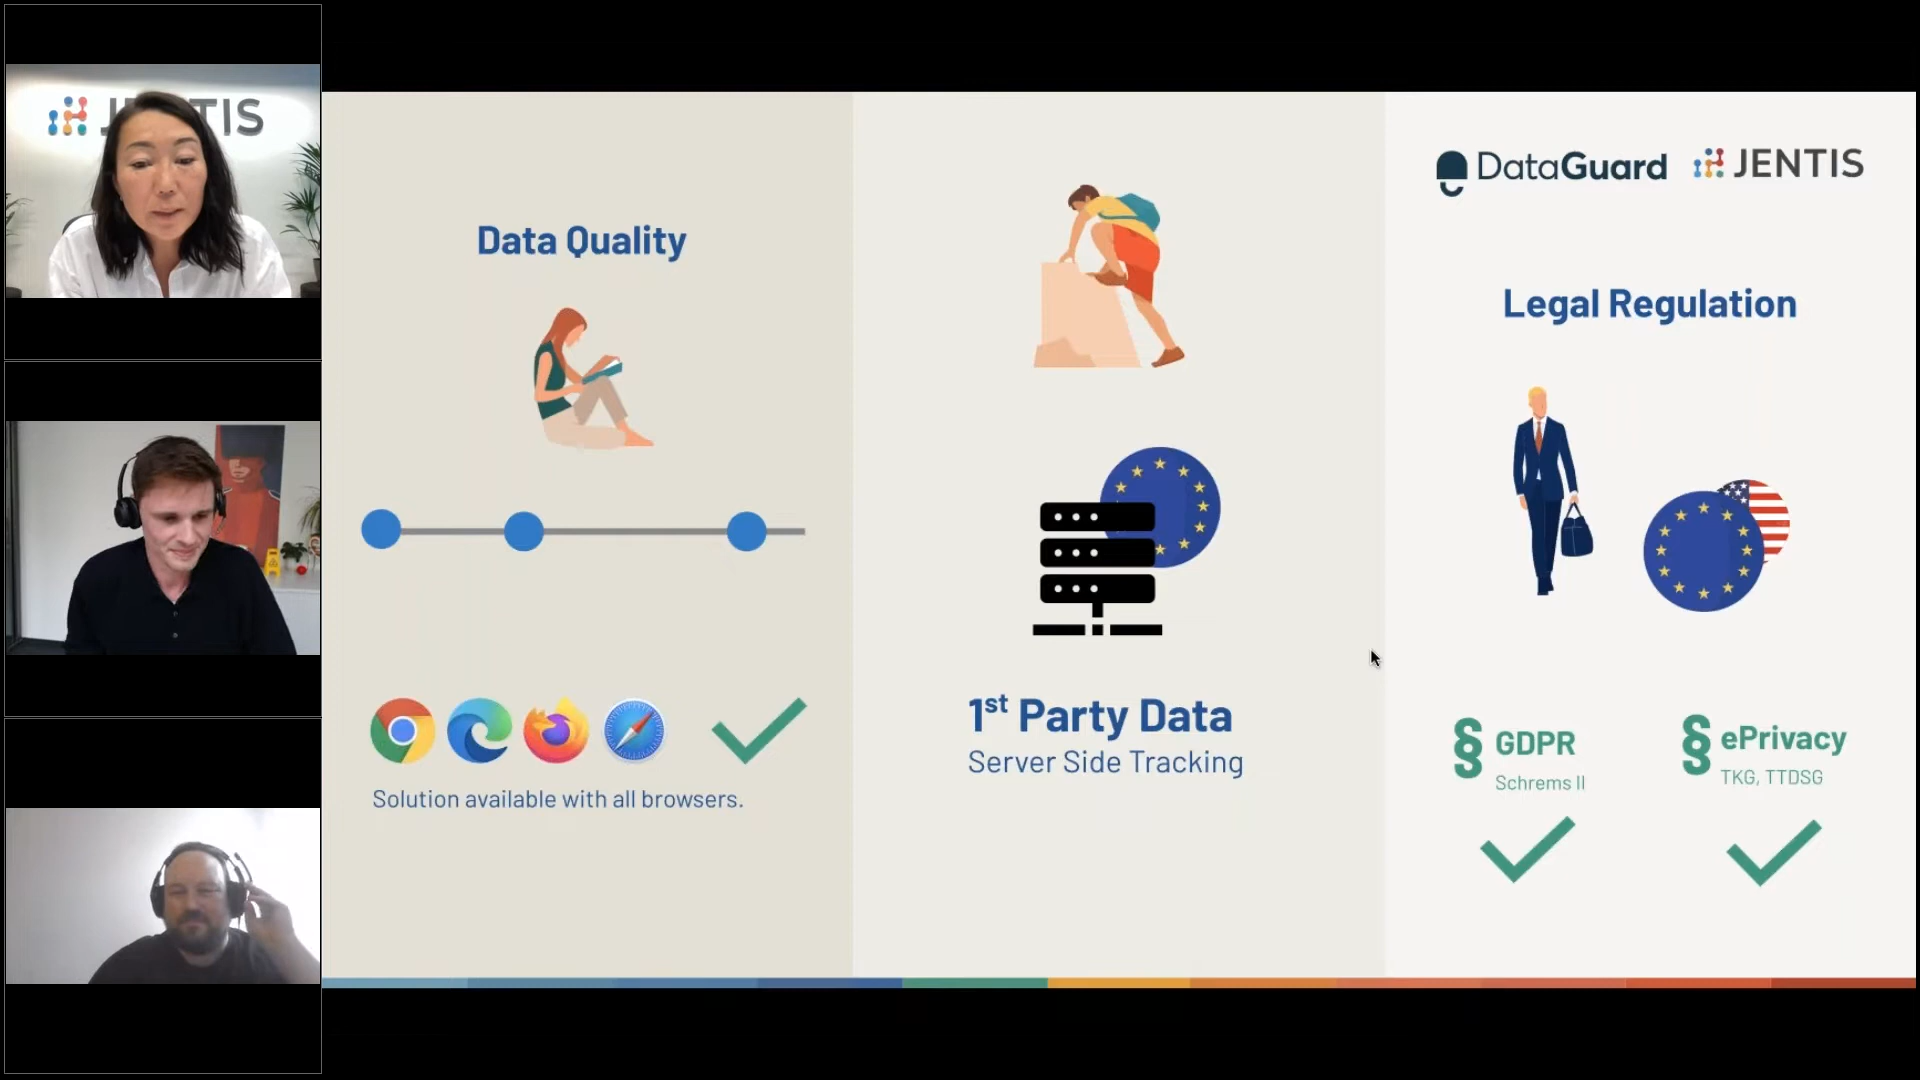 JENTIS
Data Quality
Solution available with all browsers.
1st Party Data
Server Side Tracking
DataGuard JENTIS
Legal Regulation
§ GDPR
Schrems II
§ ePrivacy
TKG, TTDSG